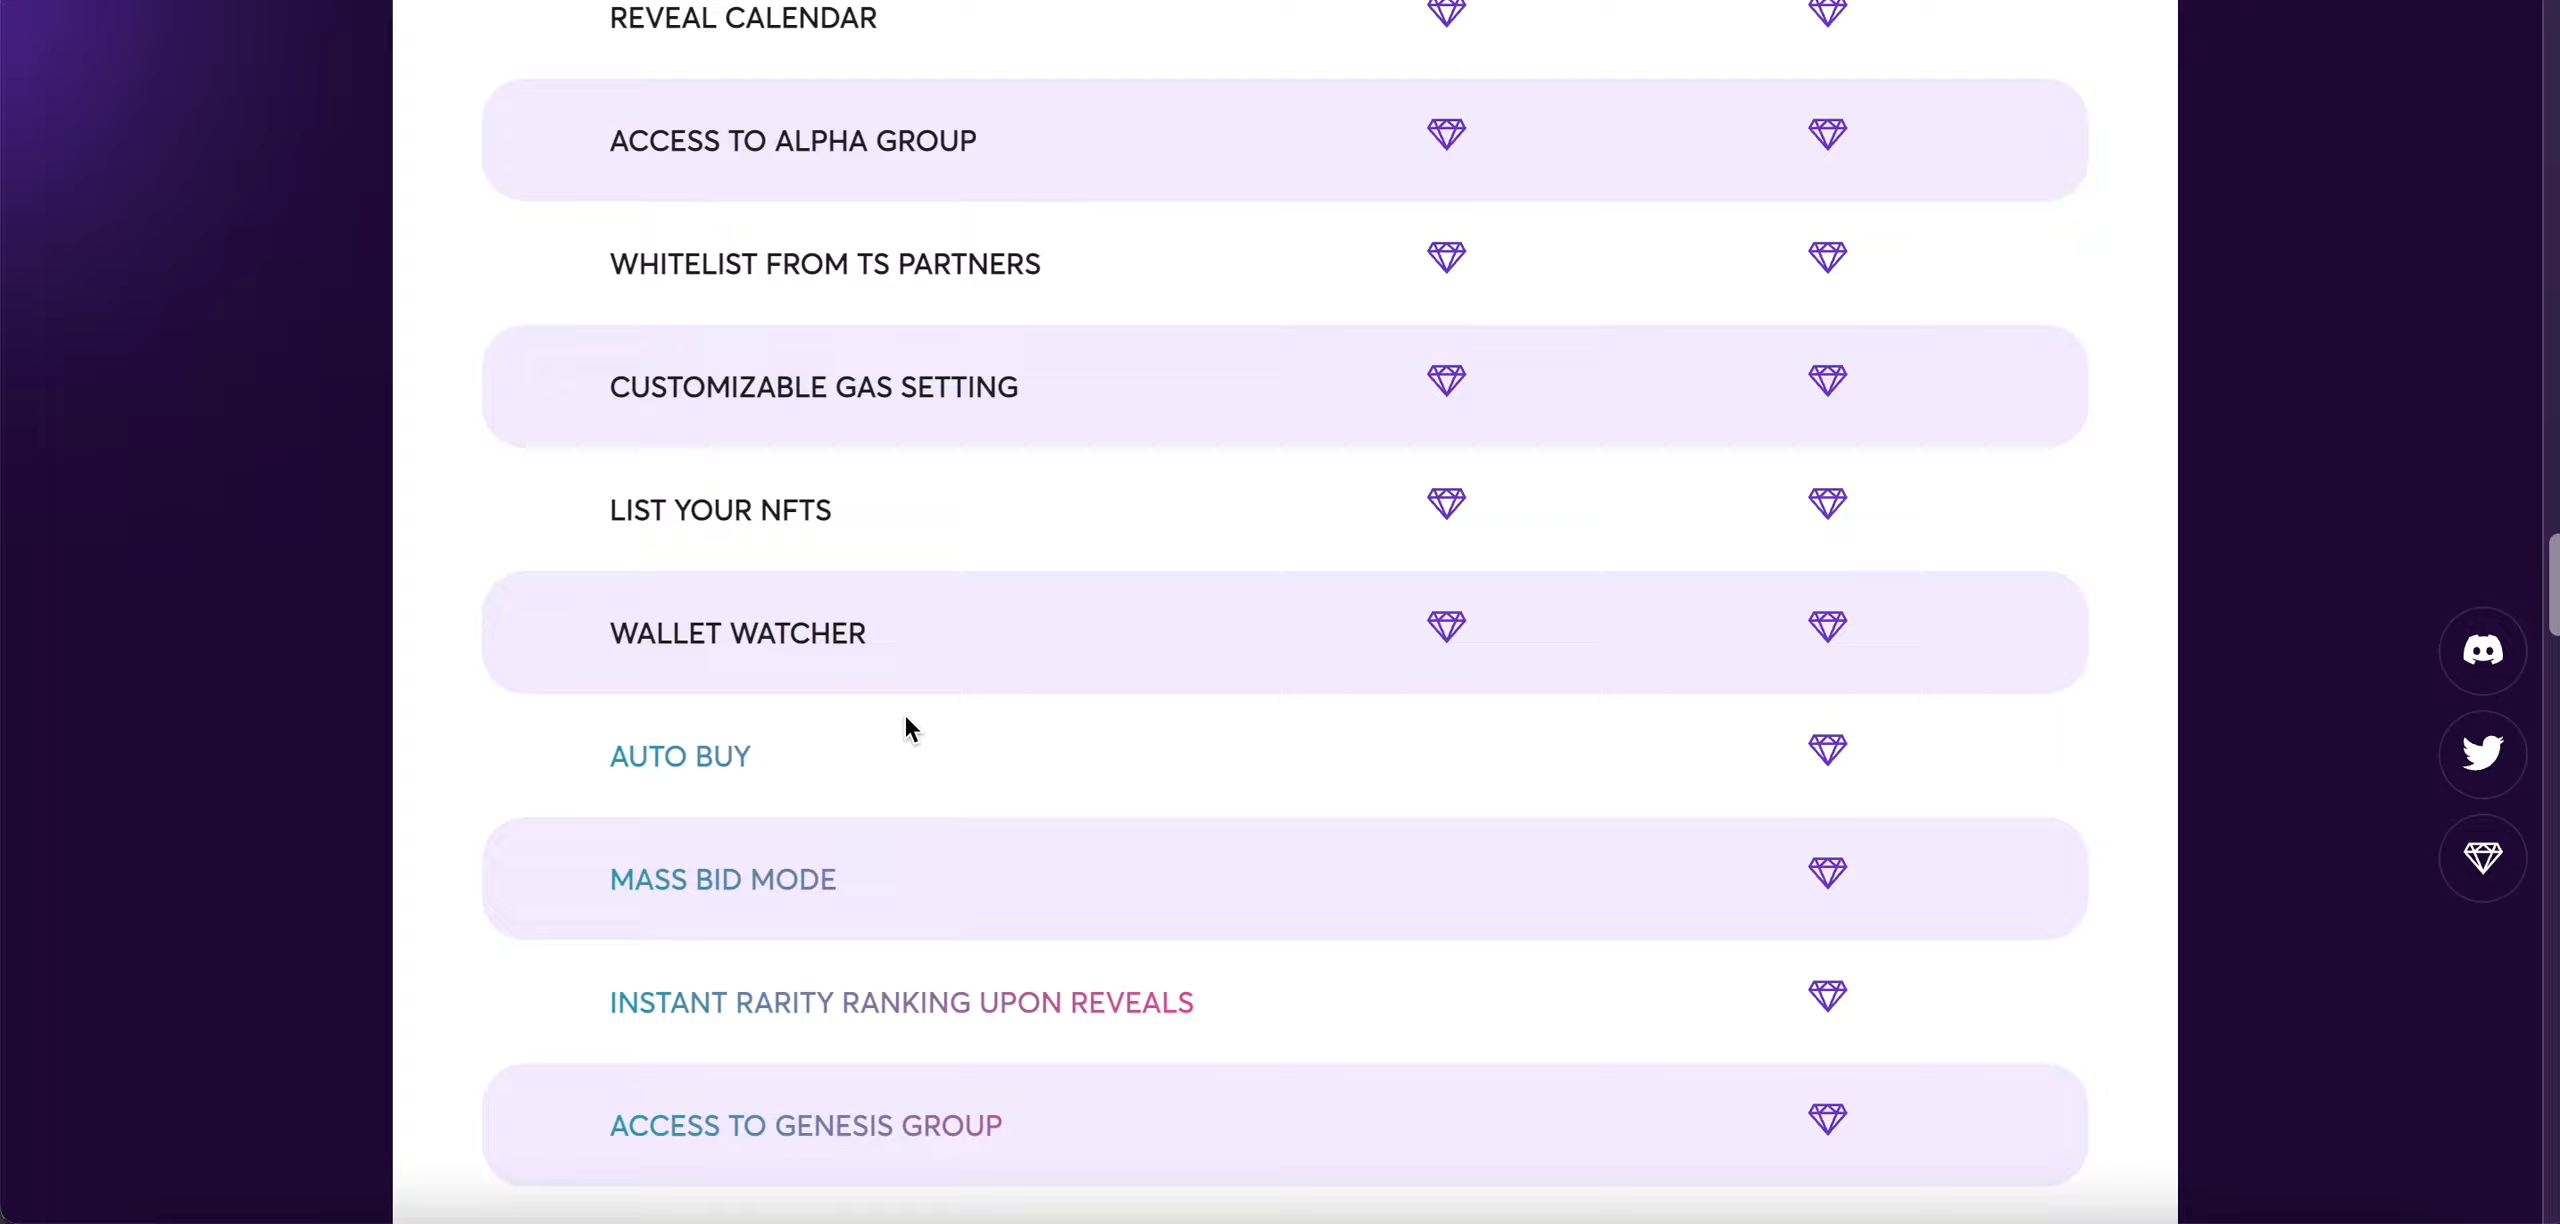 REVEAL CALENDAR
ACCESS TO ALPHA GROUP
WHITELIST FROM TS PARTNERS
CUSTOMIZABLE GAS SETTING
LIST YOUR NFTS
WALLET WATCHER
AUTO BUY
MASS BID MODE
INSTANT RARITY RANKING UPON REVEALS
ACCESS TO GENESIS GROUP